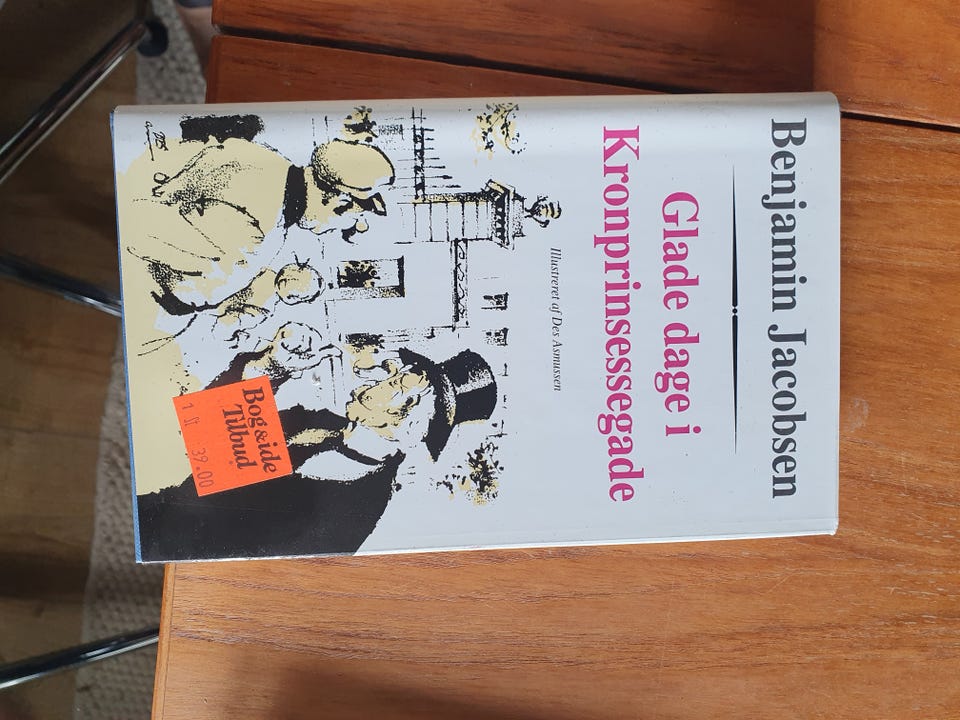 Benjamin Jacobsen
Glade dage i
Kronprinsessegade
Illustreret af Des Asmussen
Bog & idé
Tilbud
39.00